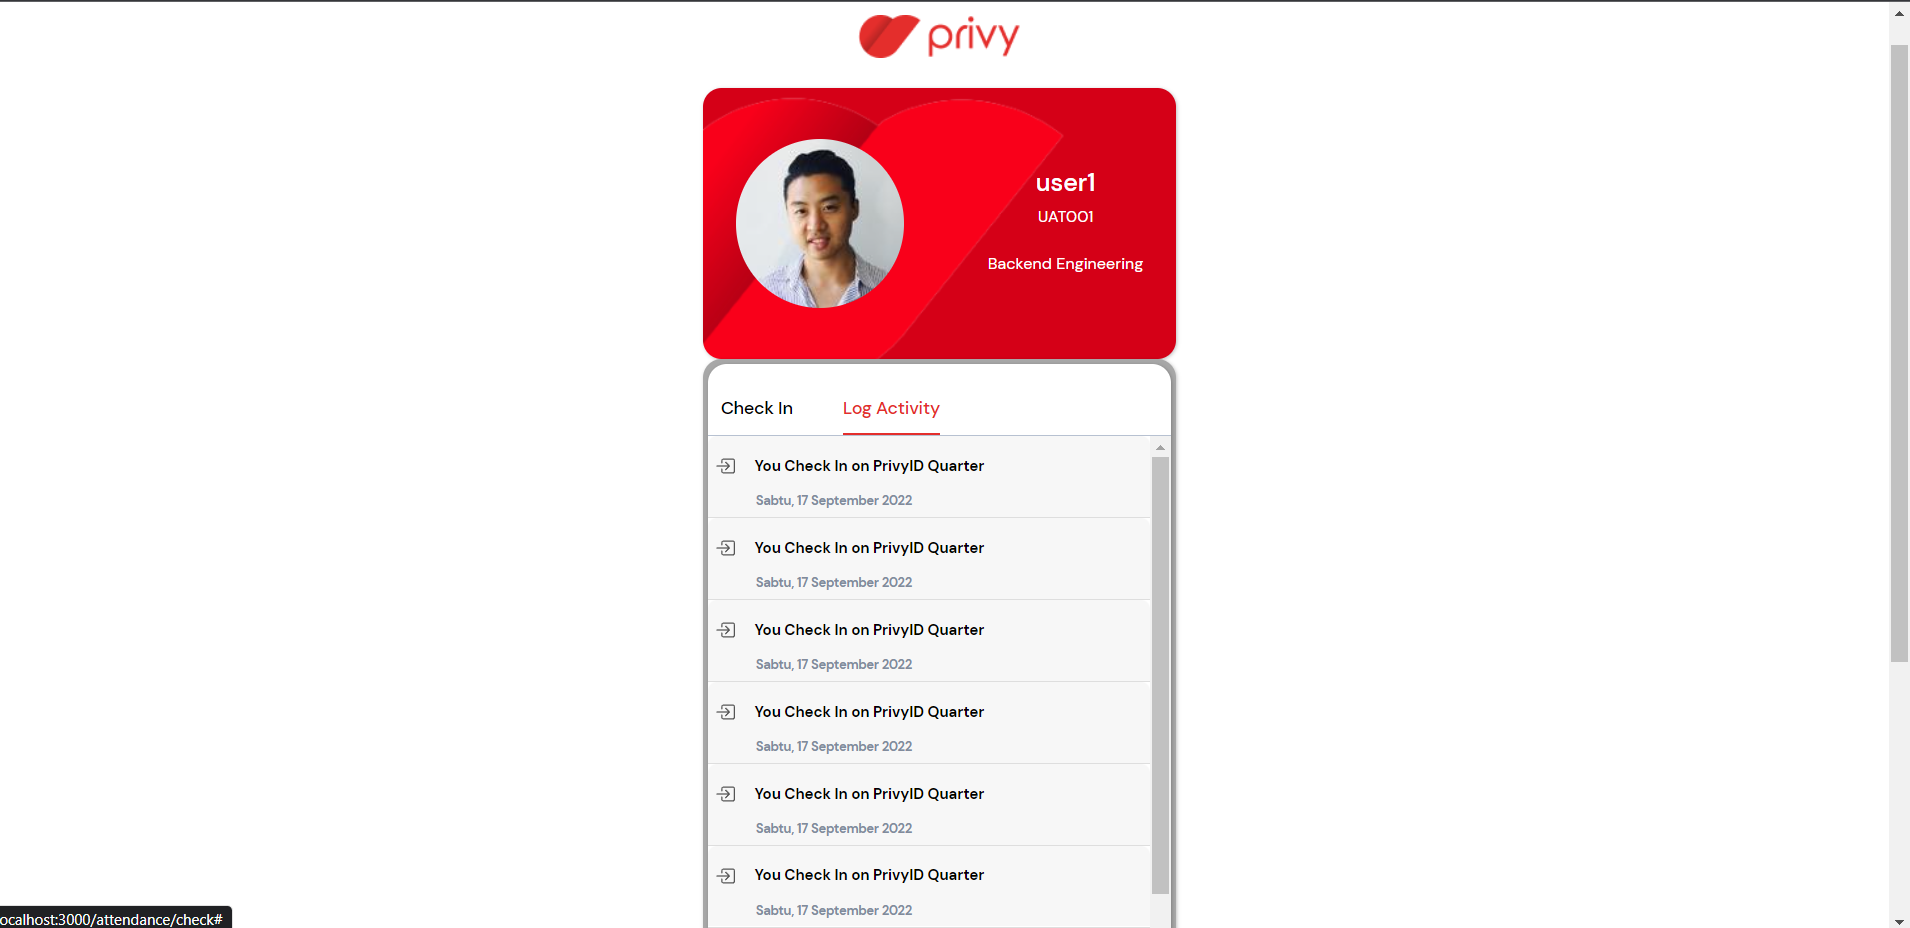 privy
user1
UAT001
Backend Engineering
Check In
Log Activity
You Check In on PrivyID Quarter
Sabtu, 17 September 2022
You Check In on PrivyID Quarter
Sabtu, 17 September 2022
You Check In on PrivyID Quarter
Sabtu, 17 September 2022
You Check In on PrivyID Quarter
Sabtu, 17 September 2022
You Check In on PrivyID Quarter
Sabtu, 17 September 2022
You Check In on PrivyID Quarter
Sabtu, 17 September 2022
ocalhost:3000/attendance/check#